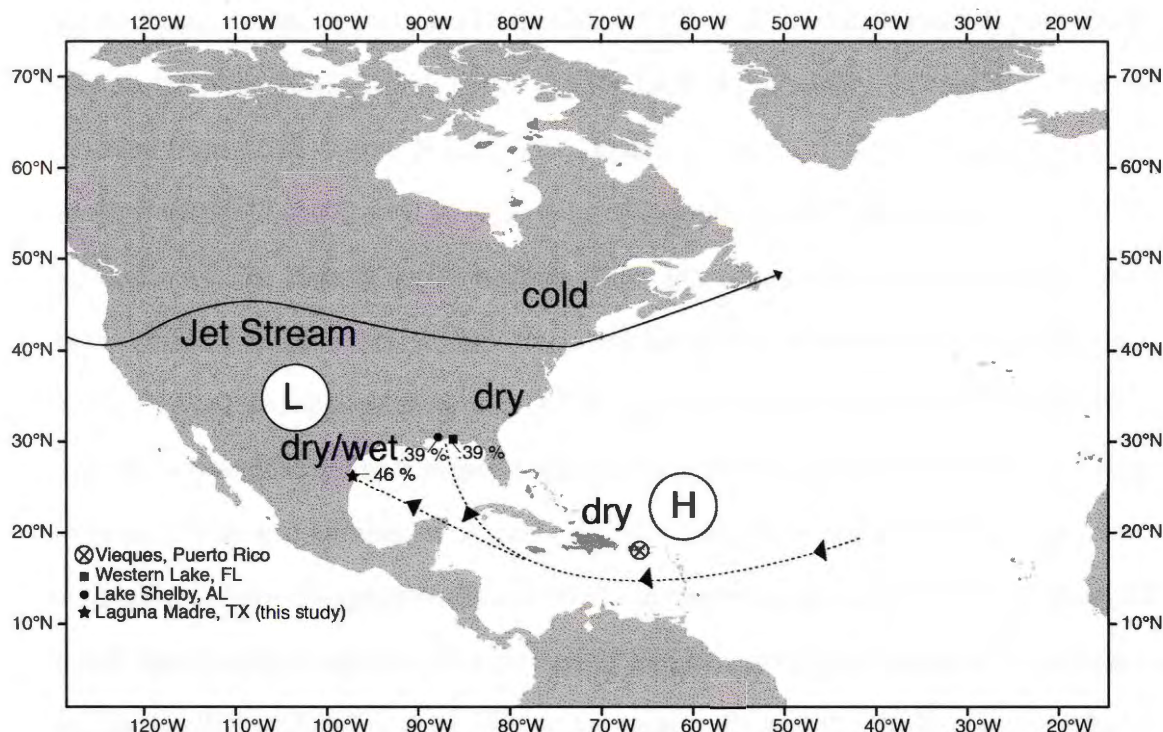 120°W 110°W 100°W 90°W 80°W 70°W 60°W 50°W 40°W 30°W 20°W
70°N 70°N
60°N 60°N
50°N 50°N
cold
Jet Stream
40°N 40°N
L
dry
30°N 30°N
dry/wet .39 % .39 %
.46 %
H
dry
20°N 20°N
Vieques, Puerto Rico
Western Lake, FL
Lake Shelby, AL
Laguna Madre, TX (this study)
10°N 10°N
120°W 110°W 100°W 90°W 80°W 70°W 60°W 50°W 40°W 30°W 20°W